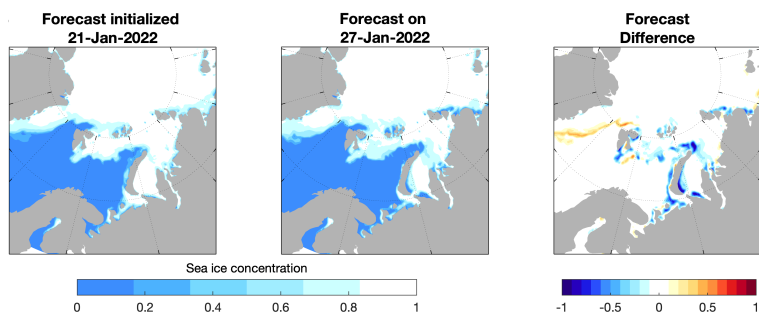 Forecast initialized
21-Jan-2022
Forecast on
27-Jan-2022
Forecast
Difference
Sea ice concentration
0 0.2 0.4 0.6 0.8 1
-1 -0.5 0 0.5 1